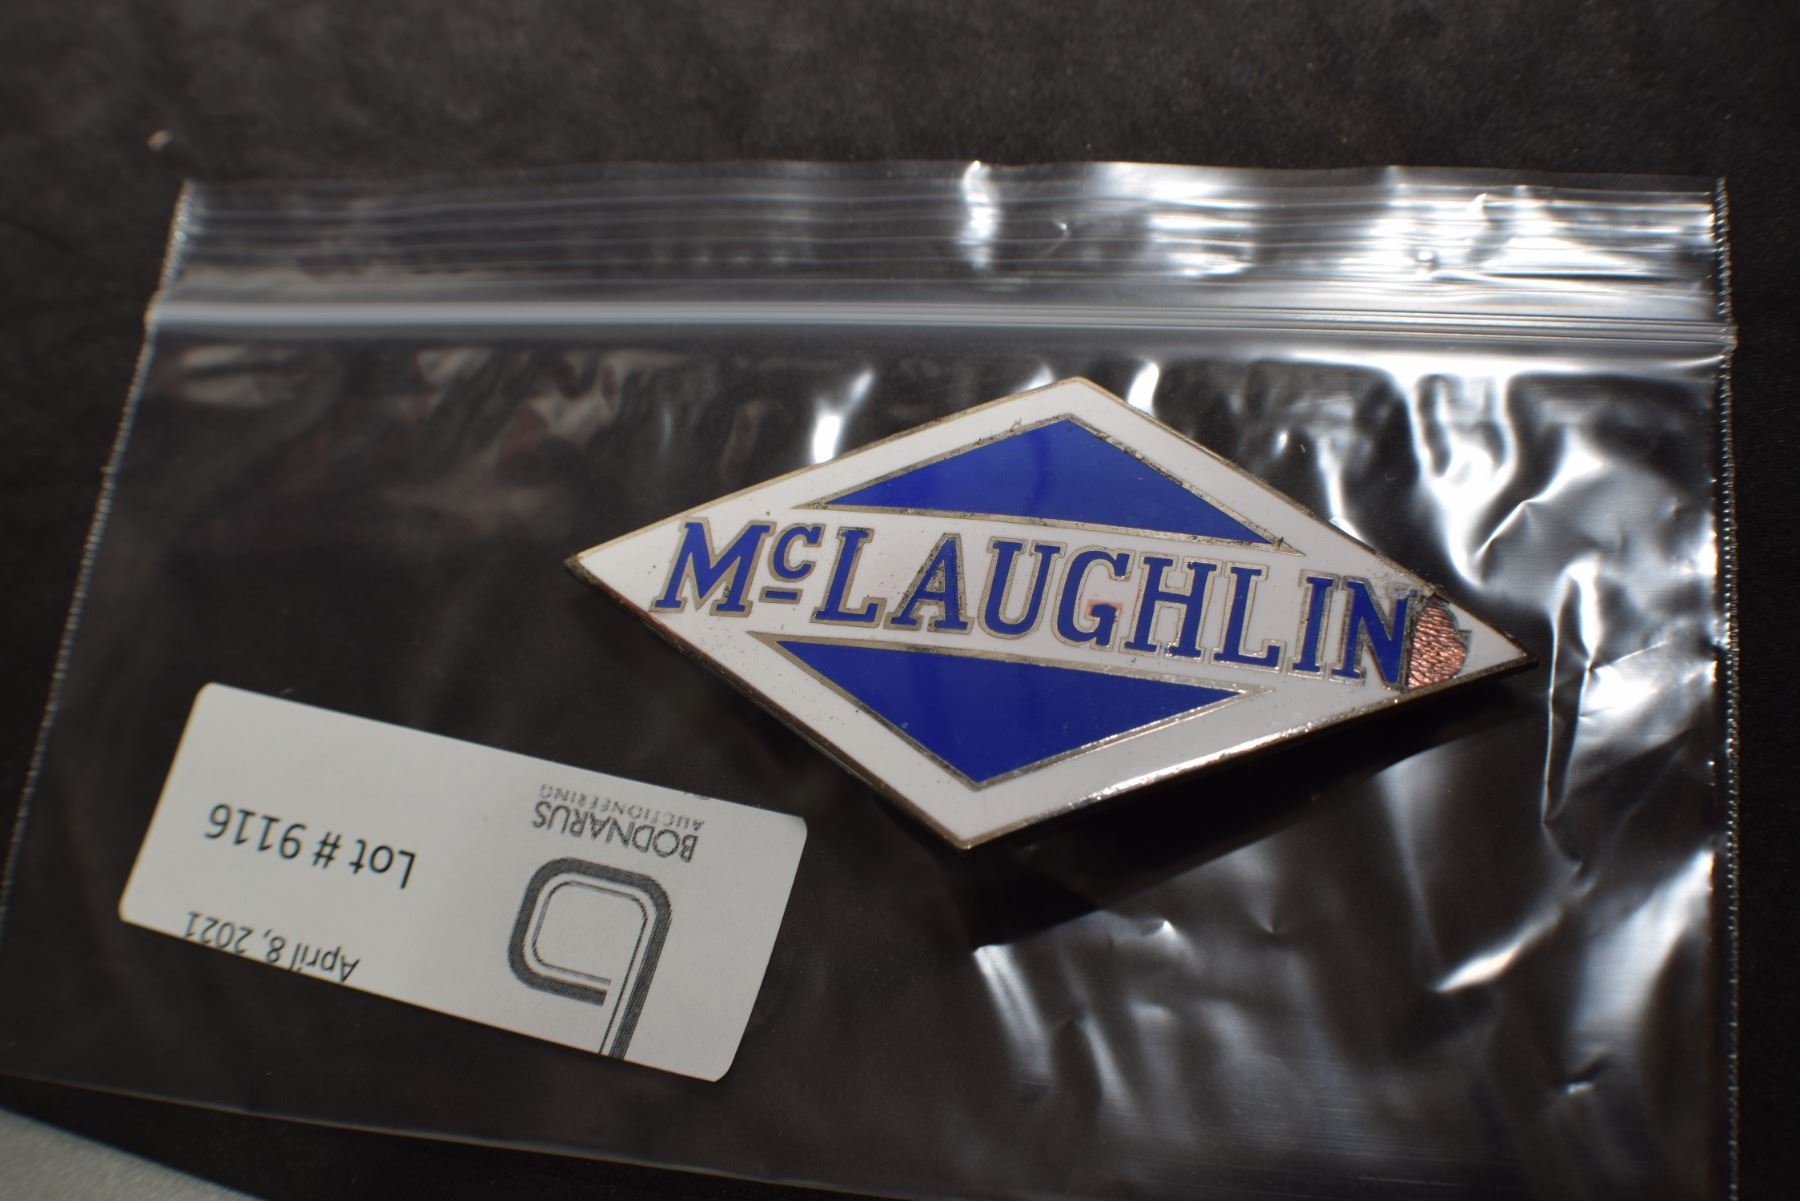 McLAUGHLIN
April 8, 2021
Lot # 9116
BODNARUS
AUCTIONEERING